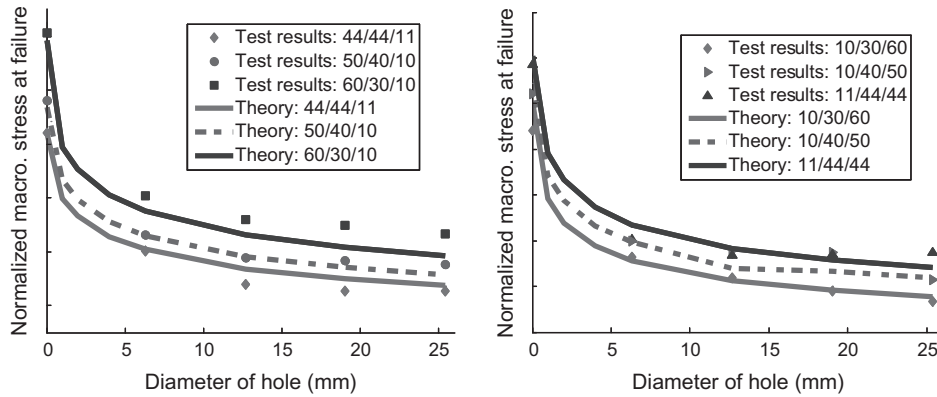 Normalized macro. stress at failure
Test results: 44/44/11
Test results: 50/40/10
Test results: 60/30/10
Theory: 44/44/11
Theory: 50/40/10
Theory: 60/30/10
0 5 10 15 20 25
Diameter of hole (mm)
Normalized macro. stress at failure
Test results: 10/30/60
Test results: 10/40/50
Test results: 11/44/44
Theory: 10/30/60
Theory: 10/40/50
Theory: 11/44/44
0 5 10 15 20 25
Diameter of hole (mm)